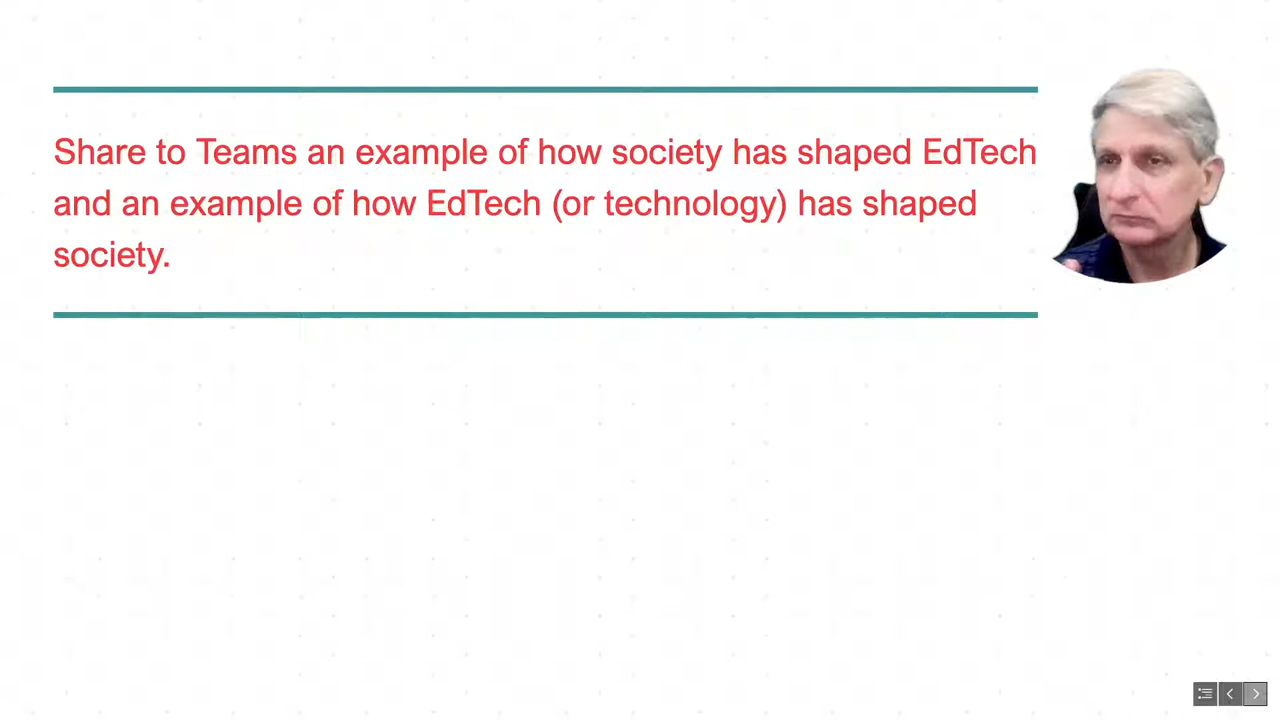 Share to Teams an example of how society has shaped EdTech
and an example of how EdTech (or technology) has shaped
society.